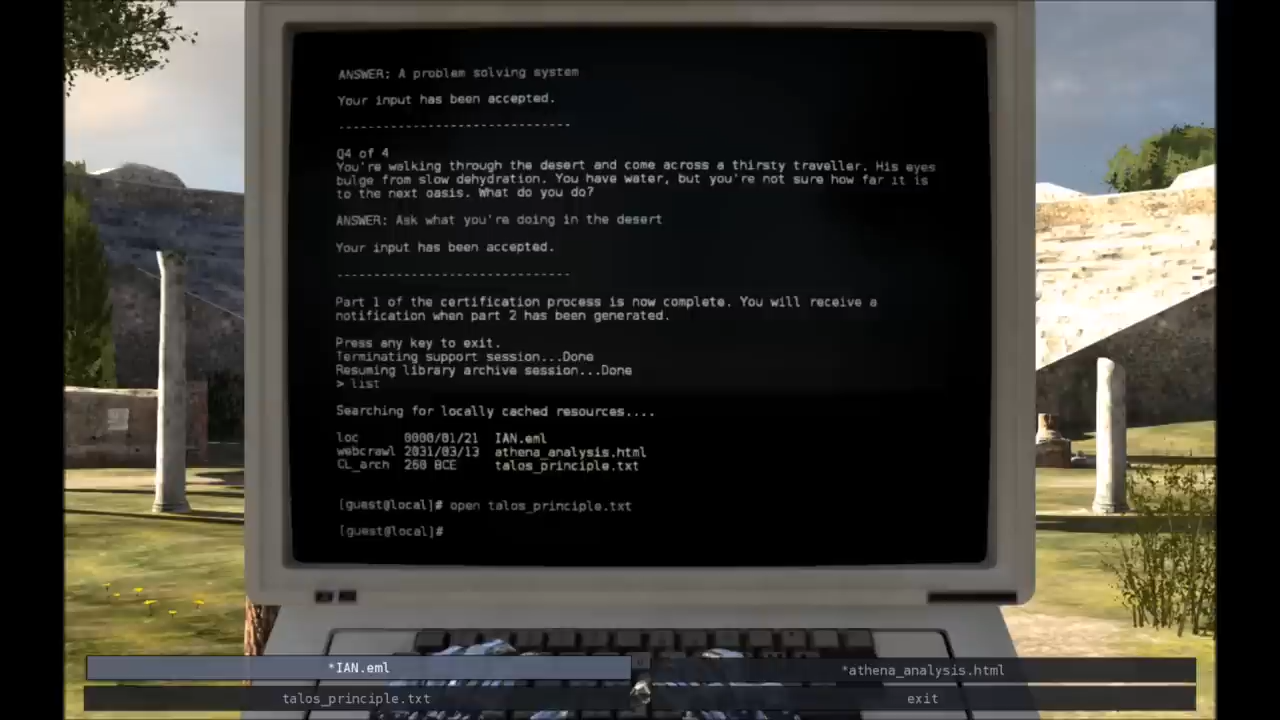 ANSWER: A problem solving system
Your input has been accepted.
-------------------------------
Q4 of 4
You're walking through the desert and come across a thirsty traveller. His eyes
bulge from slow dehydration. You have water, but you're not sure how far it is
to the next oasis. What do you do?
ANSWER: Ask what you're doing in the desert
Your input has been accepted.
-------------------------------
Part 1 of the certification process is now complete. You will receive a
notification when part 2 has been generated.
Press any key to exit.
Terminating support session...Done
Resuming library archive session...Done
> list
Searching for locally cached resources....
loc 0000/01/21 IAN.eml
webcrawl 2031/03/13 athena_analysis.html
CL_arch 260 BCE talos_principle.txt
[guest@local]# open talos_principle.txt
[guest@local]#
*IAN.eml *athena_analysis.html
talos_principle.txt exit